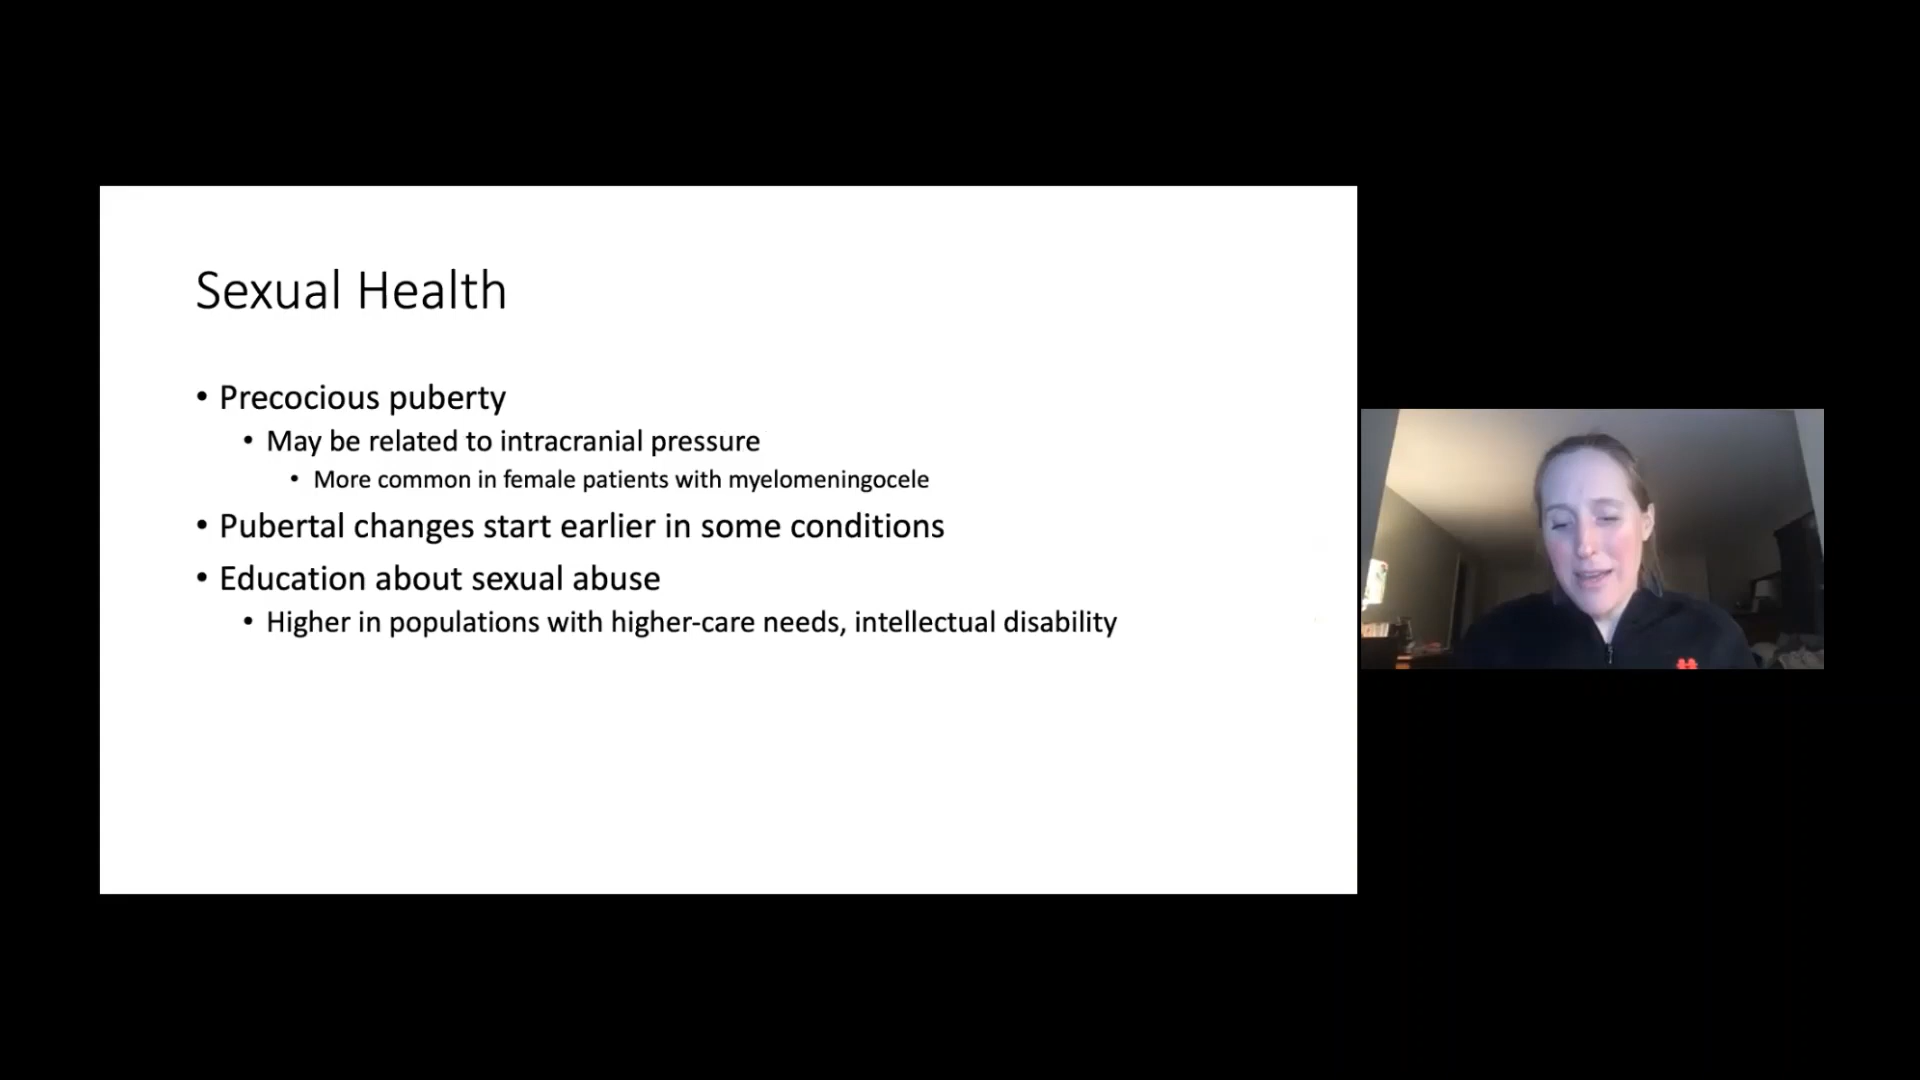 Sexual Health
• Precocious puberty
• May be related to intracranial pressure
• More common in female patients with myelomeningocele
• Pubertal changes start earlier in some conditions
• Education about sexual abuse
• Higher in populations with higher-care needs, intellectual disability